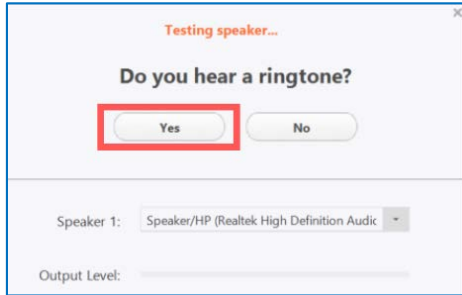 Testing speaker...
Do you hear a ringtone?
Yes No
Speaker 1: Speaker/HP (Realtek High Definition Audic
Output Level: